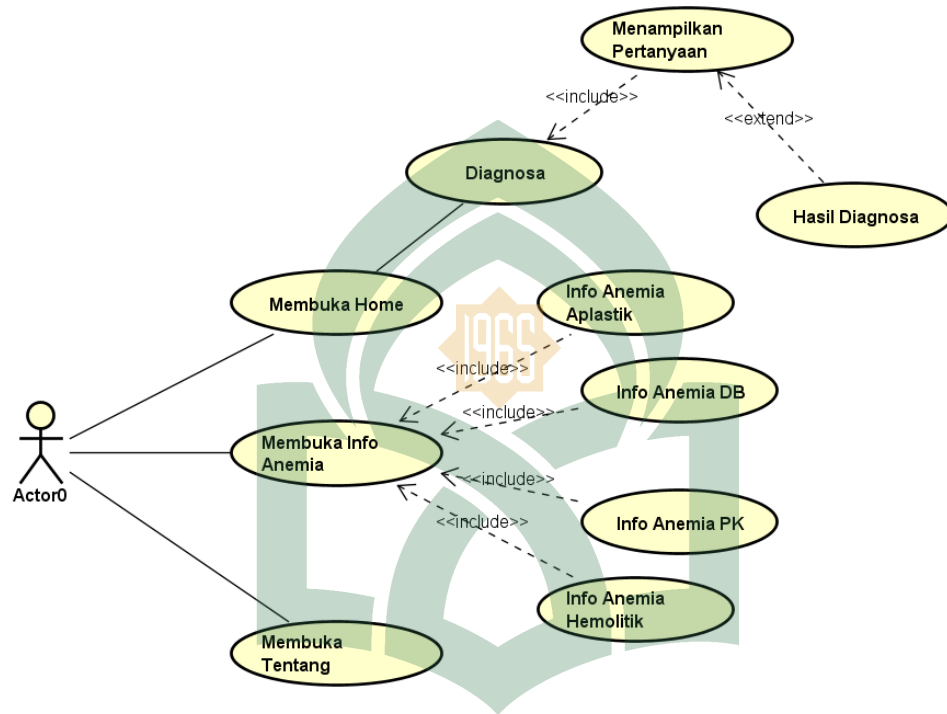 Menampilkan
Pertanyaan
<<include>>
<<extend>>
Diagnosa
Hasil Diagnosa
Membuka Home
Info Anemia
Aplastik
1965
<<include>>
Info Anemia DB
<<include>>
Membuka Info
Anemia
<<include>>
Actor0
<<include>>
Info Anemia PK
Info Anemia
Hemolitik
Membuka
Tentang